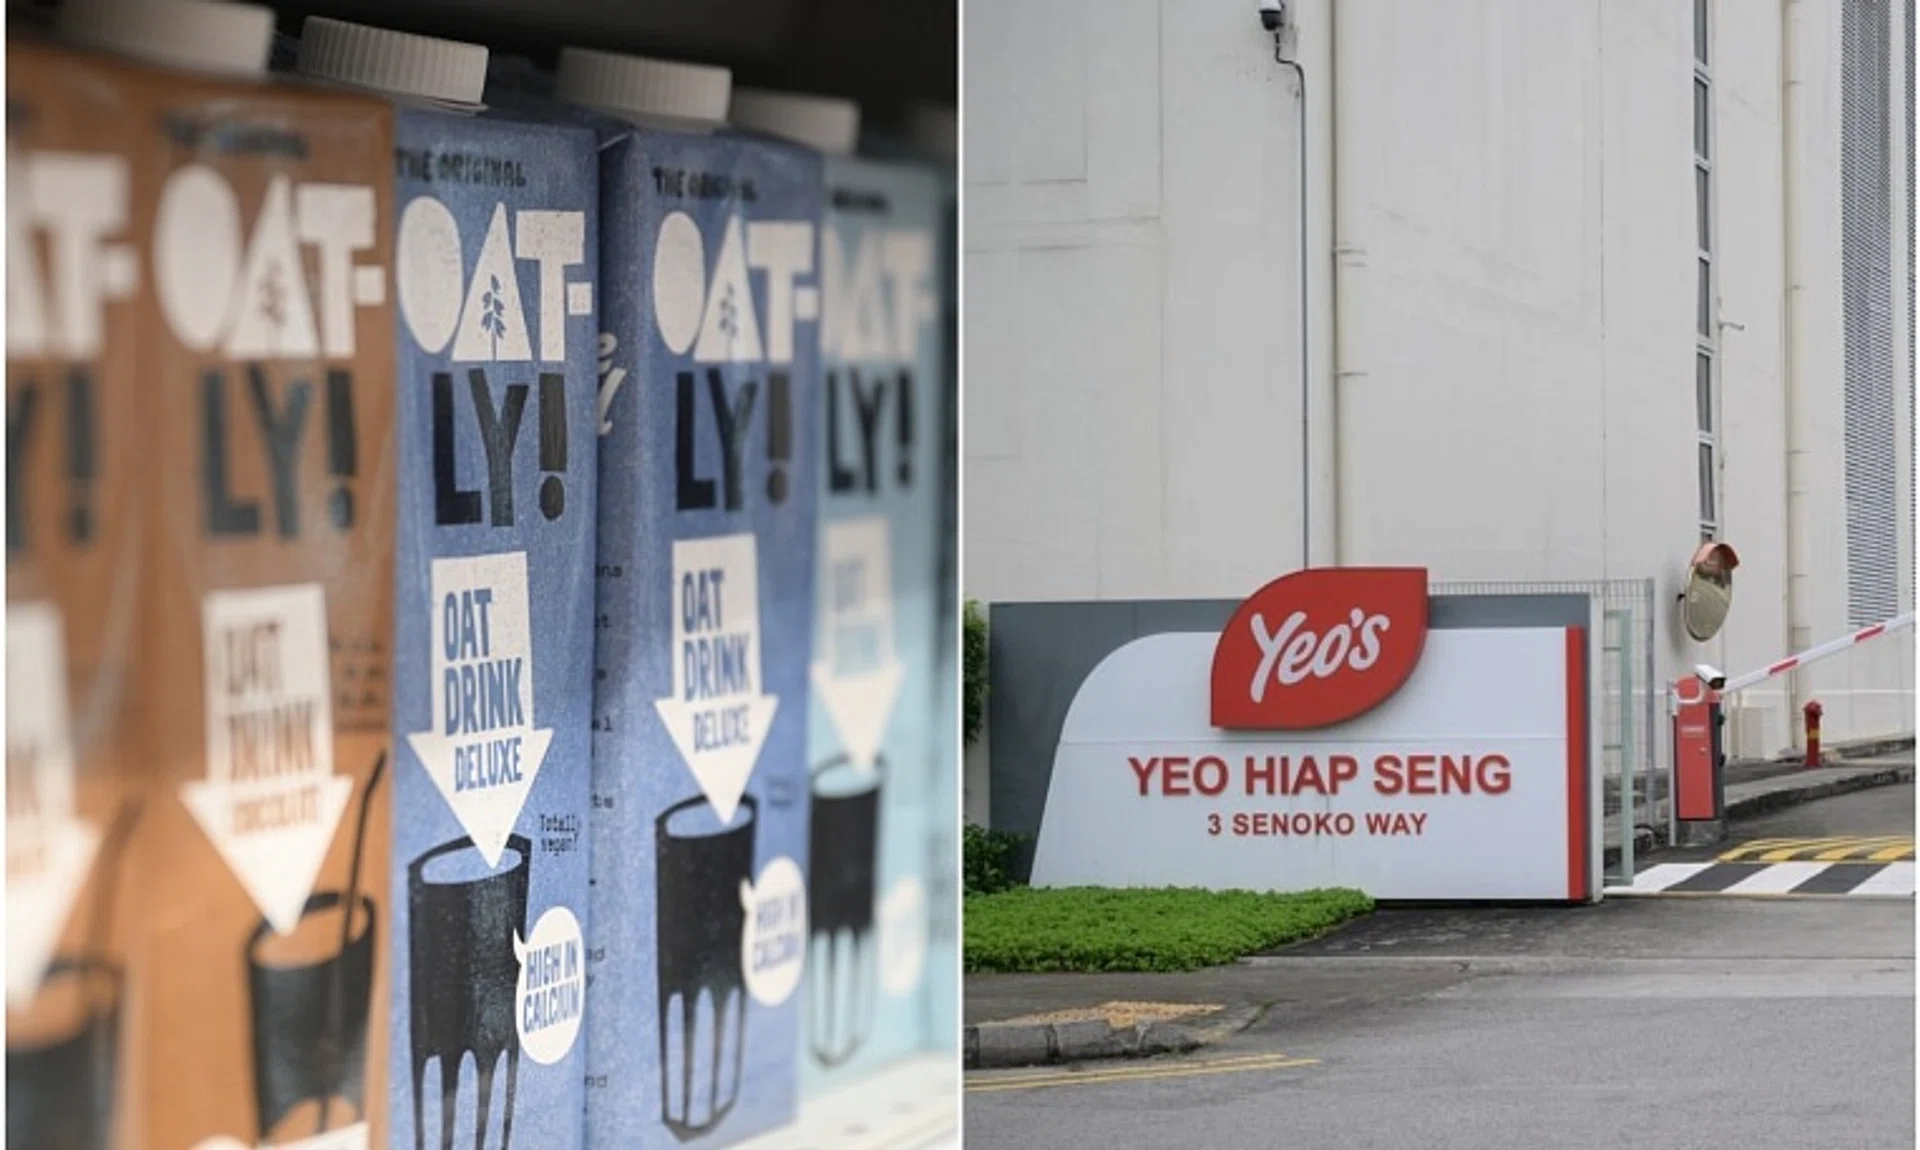 OAT-
LY!
OAT
DRINK
CHOCOLATE
THE ORIGINAL
OAT-
LY!
OAT
DRINK
DELUXE
Totally
vegan!
HIGH IN
CALCIUM
THE ORIGINAL
OAT-
LY!
OAT
DRINK
DELUXE
HIGH IN
CALCIUM
LY!
Yeo's
YEO HIAP SENG
3 SENOKO WAY